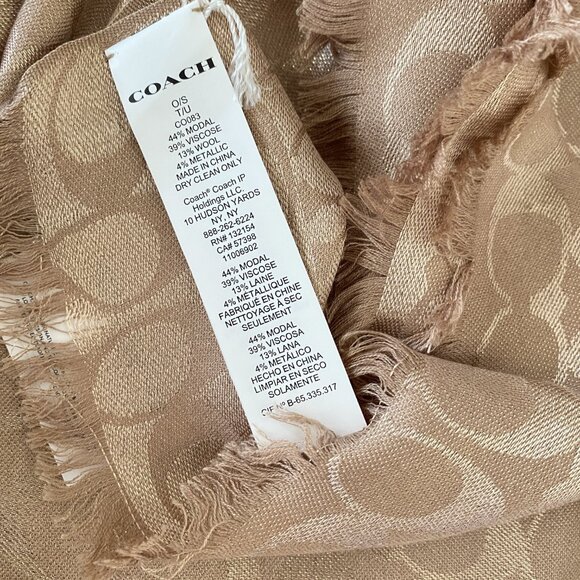 COACH
O/S
T/U
CO083
44% MODAL
39% VISCOSE
13% WOOL
4% METALLIC
MADE IN CHINA
DRY CLEAN ONLY
Coach® Coach IP
Holdings LLC.
10 HUDSON YARDS
NY, NY
888-262-6224
RN# 132154
CA# 57398
11006902
44% MODAL
39% VISCOSE
13% LAINE
4% METALLIQUE
FABRIQUÉ EN CHINE
NETTOYAGE À SEC
SEULEMENT
44% MODAL
39% VISCOSA
13% LANA
4% METÁLICO
HECHO EN CHINA
LIMPIAR EN SECO
SOLAMENTE
CIF Nº B-65.335.317